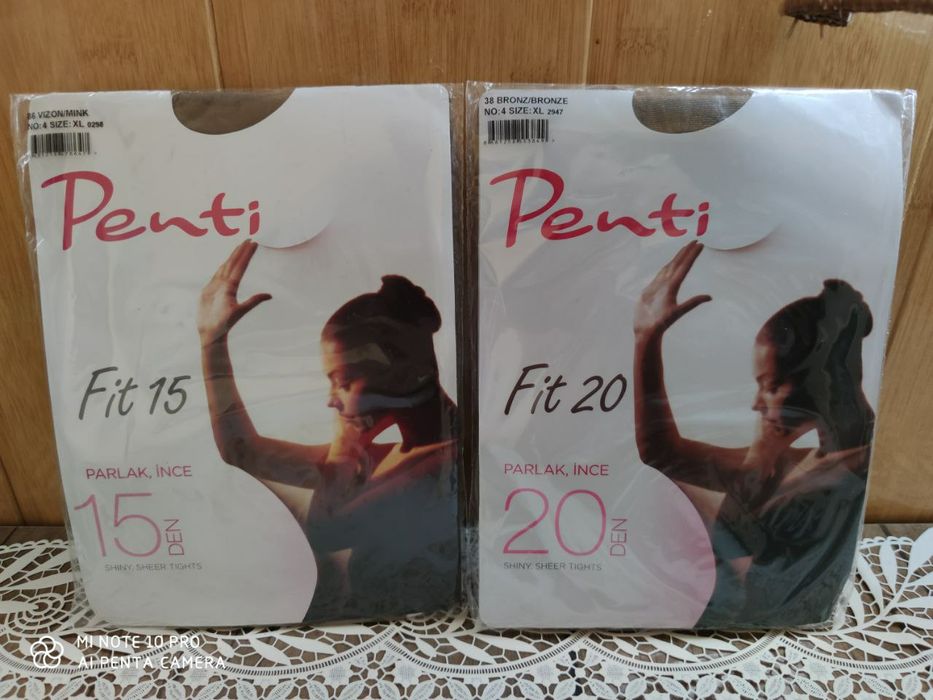 86 VIZON/MINK
NO:4 SIZE: XL 0298
Penti
Fit 15
PARLAK, İNCE
15 DEN
SHINY, SHEER TIGHTS
38 BRONZ/BRONZE
NO:4 SIZE: XL 2947
Penti
Fit 20
PARLAK, İNCE
20 DEN
SHINY, SHEER TIGHTS
MI NOTE 10 PRO
AI PENTA CAMERA